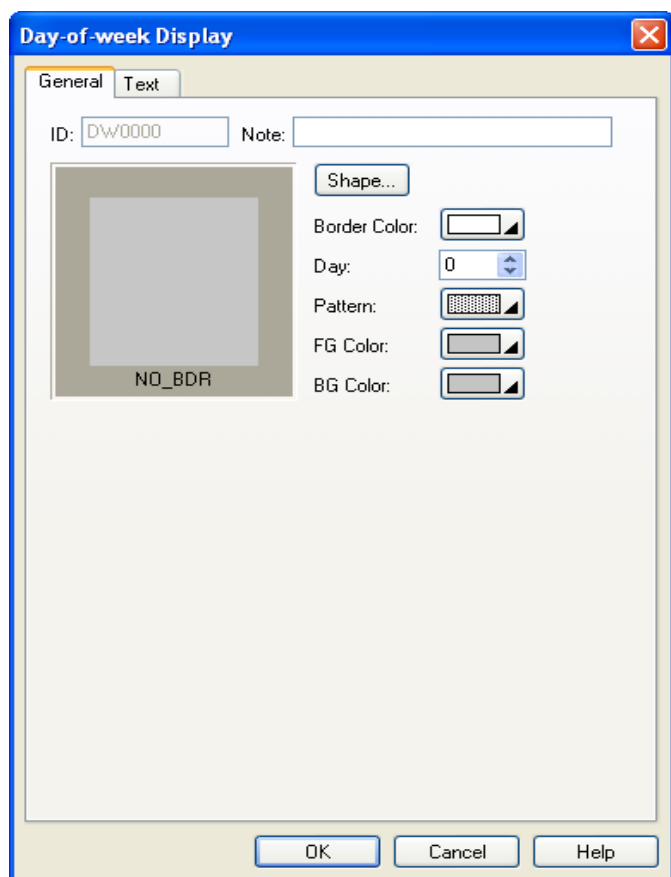 Day-of-week Display
General Text
ID: DW0000 Note:
Shape...
Border Color:
Day: 0
Pattern:
FG Color:
NO_BDR BG Color:
OK Cancel Help